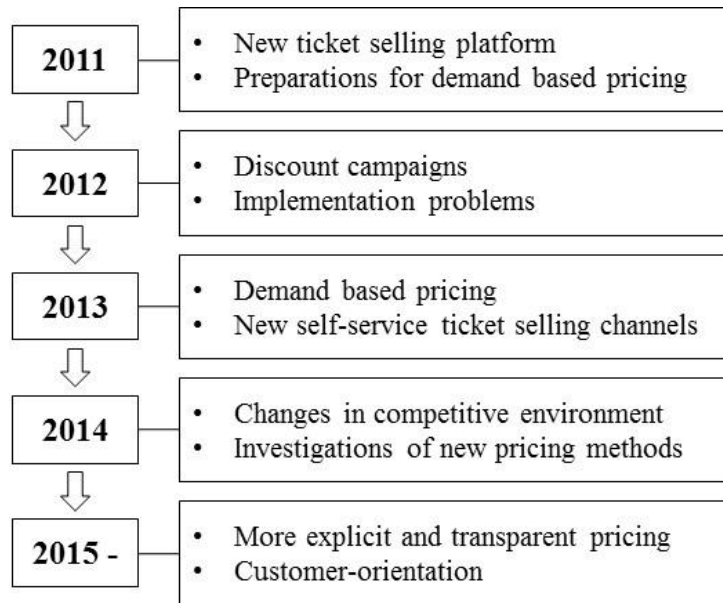 2011
• New ticket selling platform
• Preparations for demand based pricing
2012
• Discount campaigns
• Implementation problems
2013
• Demand based pricing
• New self-service ticket selling channels
2014
• Changes in competitive environment
• Investigations of new pricing methods
2015 -
• More explicit and transparent pricing
• Customer-orientation